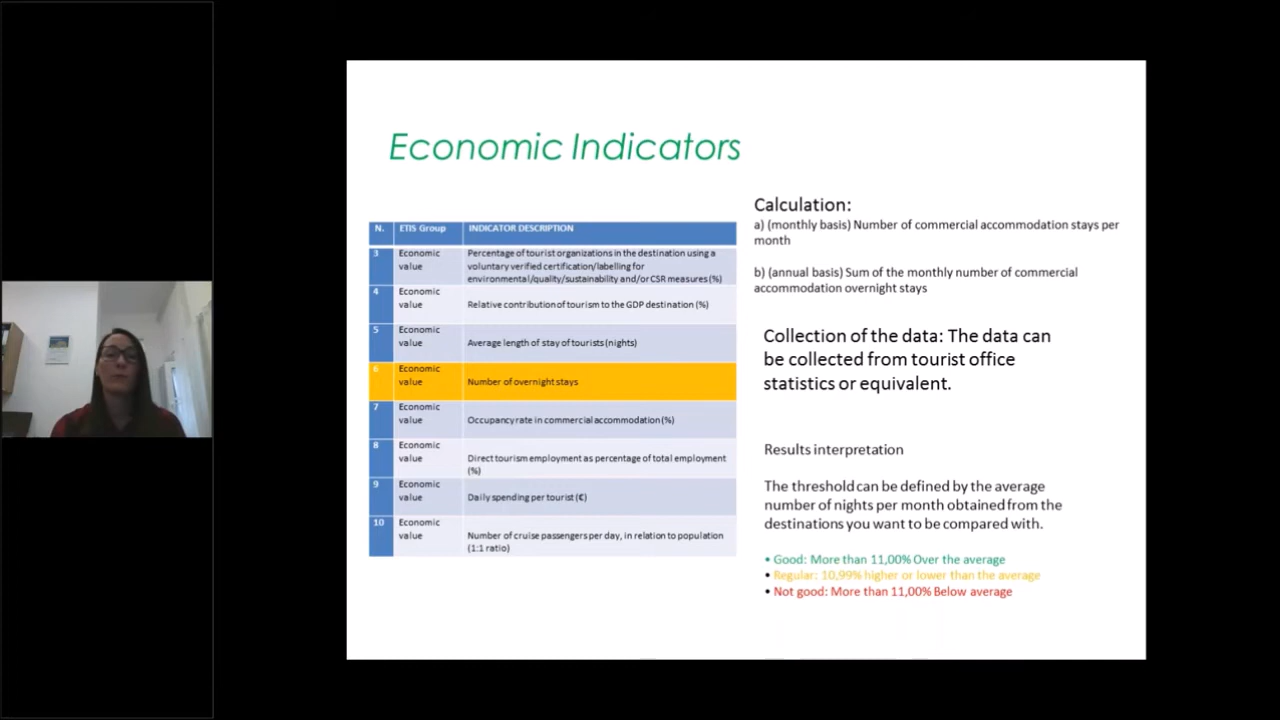 Economic Indicators
N. ETIS Group INDICATOR DESCRIPTION
3 Economic value Percentage of tourist organizations in the destination using a
voluntary verified certification/labelling for
environmental/quality/sustainability and/or CSR measures (%)
4 Economic value Relative contribution of tourism to the GDP destination (%)
5 Economic value Average length of stay of tourists (nights)
6 Economic value Number of overnight stays
7 Economic value Occupancy rate in commercial accommodation (%)
8 Economic value Direct tourism employment as percentage of total employment
(%)
9 Economic value Daily spending per tourist (€)
10 Economic value Number of cruise passengers per day, in relation to population
(1:1 ratio)
Calculation:
a) (monthly basis) Number of commercial accommodation stays per
month
b) (annual basis) Sum of the monthly number of commercial
accommodation overnight stays
Collection of the data: The data can
be collected from tourist office
statistics or equivalent.
Results interpretation
The threshold can be defined by the average
number of nights per month obtained from the
destinations you want to be compared with.
• Good: More than 11,00% Over the average
• Regular: 10,99% higher or lower than the average
• Not good: More than 11,00% Below average